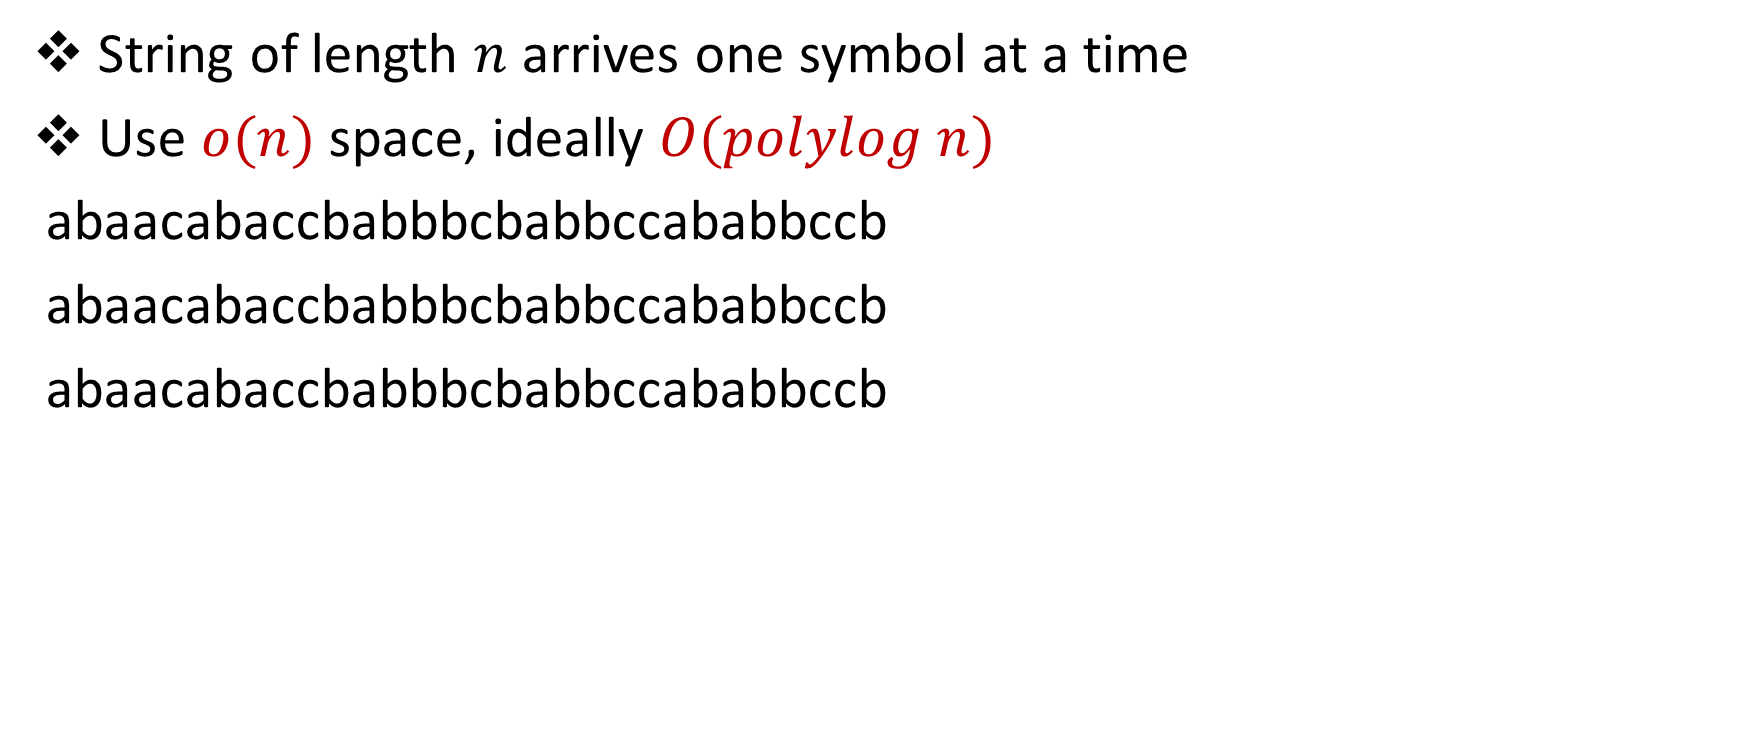 ❖ String of length n arrives one symbol at a time
❖ Use o(n) space, ideally O(polylog n)
abaacabaccbabbbcbabbccababbccb
abaacabaccbabbbcbabbccababbccb
abaacabaccbabbbcbabbccababbccb